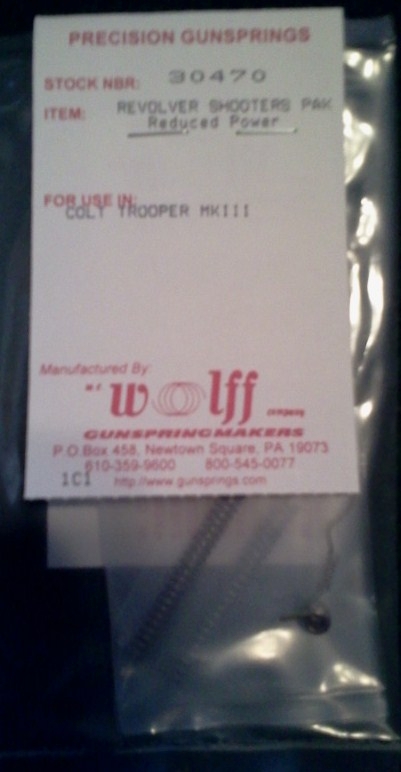 PRECISION GUNSPRINGS
STOCK NBR: 30470
ITEM: REVOLVER SHOOTERS PAK
Reduced Power
FOR USE IN:
COLT TROOPER MKIII
Manufactured By
wolff
GUNSPRINGMAKERS
P.O.Box 458, Newtown Square, PA 19073
610-359-9600 800-545-0077
1C1 http://www.gunsprings.com